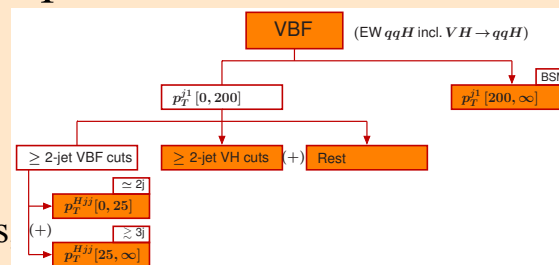 VBF (EW qqH incl. VH → qqH)
BSM
p_T^{j1} [0, 200] p_T^{j1} [200, ∞]
≥ 2-jet VBF cuts ≥ 2-jet VH cuts (+) Rest
≃ 2j
p_T^{Hjj} [0, 25]
s (+) ≳ 3j
p_T^{Hjj} [25, ∞]